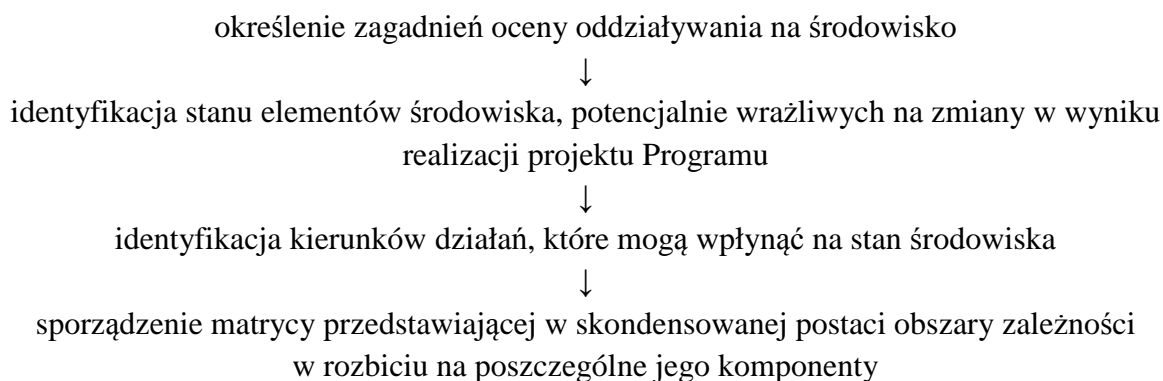 określenie zagadnień oceny oddziaływania na środowisko
↓
identyfikacja stanu elementów środowiska, potencjalnie wrażliwych na zmiany w wyniku
realizacji projektu Programu
↓
identyfikacja kierunków działań, które mogą wpłynąć na stan środowiska
↓
sporządzenie matrycy przedstawiającej w skondensowanej postaci obszary zależności
w rozbiciu na poszczególne jego komponenty